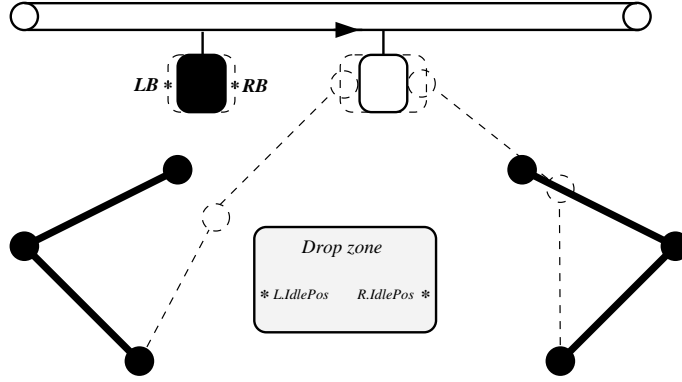 LB * * RB
Drop zone
* L.IdlePos R.IdlePos *